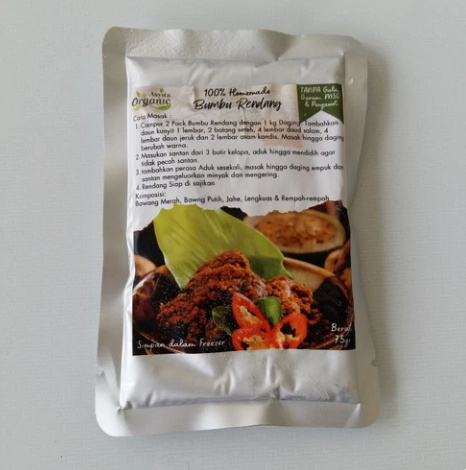 Organic
100% Homemade
Bumbu Rendang
TANPA Gula
Garam MSG
& Pengawet
Cara Masak
1. Campur 2 Pack Bumbu Rendang dengan 1 kg Daging. Tambahkan
daun kunyit 1 lembar, 2 batang sereh, 4 lembar daud salam, 4
lembar daun jeruk dan 2 lembar asam kandis. Masak hingga daging
berubah warna.
2. Masukan santan dari 3 butir kelapa, aduk hingga mendidih agar
tidak pecah santan.
3. tambahkan perasa Aduk sesekali, masak hingga daging empuk dan
santan mengeluarkan minyak dan mengering.
4. Rendang Siap di sajikan
Komposisi:
Bawang Merah, Bawng Putih, Jahe, Lengkuas & Rempah-rempah
Simpan dalam Freezer
Berat
75gr